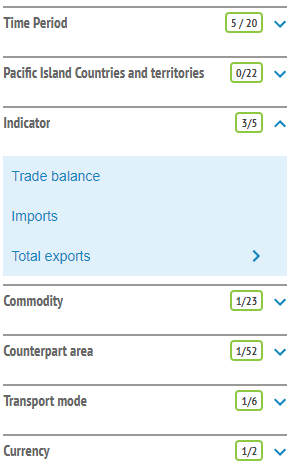 Time Period 5 / 20
Pacific Island Countries and territories 0/22
Indicator 3/5
Trade balance
Imports
Total exports
Commodity 1/23
Counterpart area 1/52
Transport mode 1/6
Currency 1/2